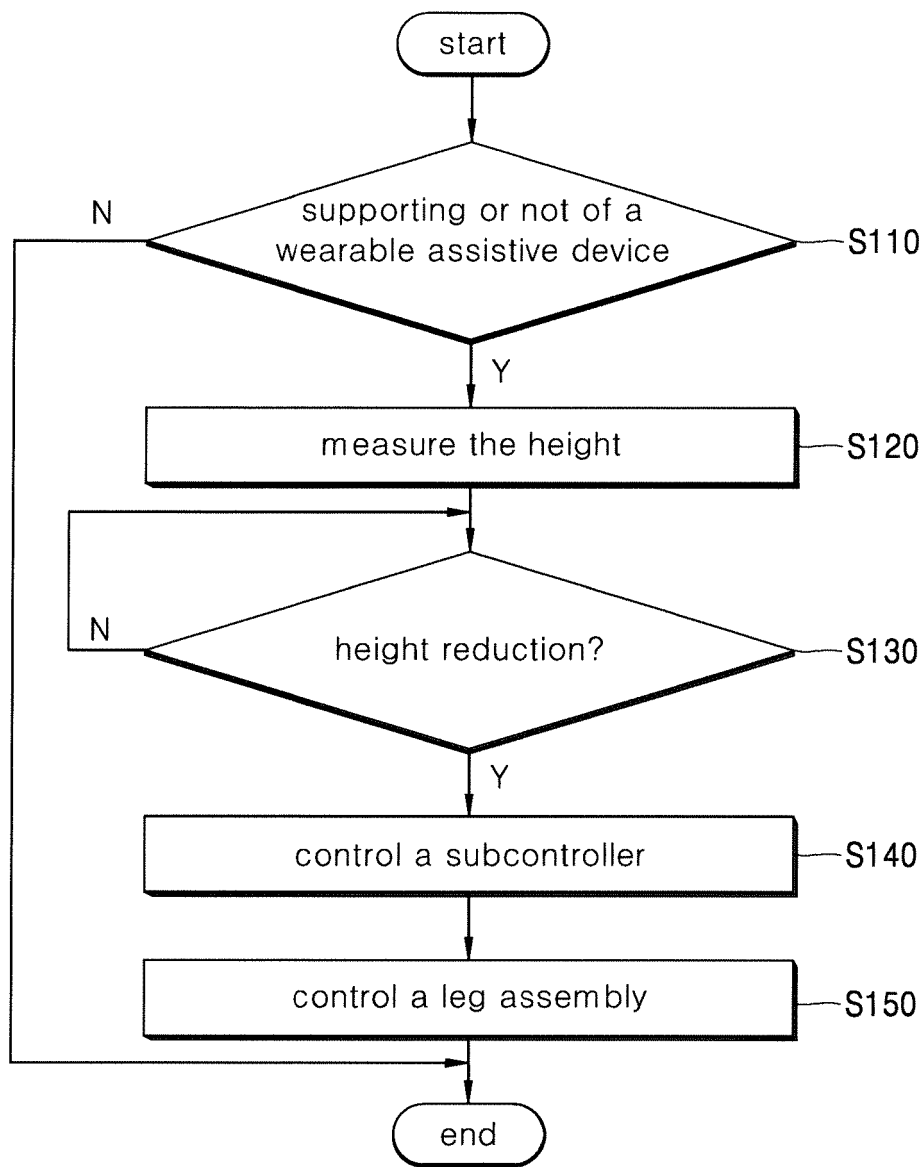 start
N
supporting or not of a
wearable assistive device
S110
Y
measure the height
S120
N
height reduction?
S130
Y
control a subcontroller
S140
control a leg assembly
S150
end